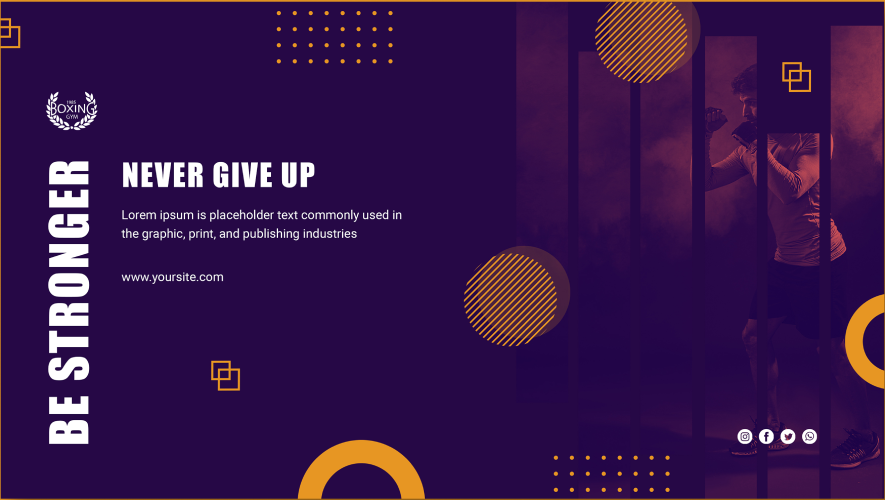 1985
BOXING
GYM
BE STRONGER
NEVER GIVE UP
Lorem ipsum is placeholder text commonly used in
the graphic, print, and publishing industries
www.yoursite.com